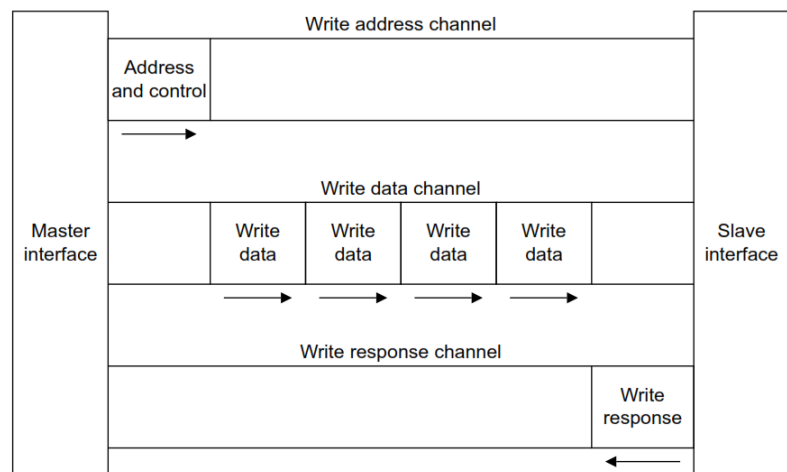 Write address channel
Address
and control
Write data channel
Master
interface
Write
data
Write
data
Write
data
Write
data
Slave
interface
Write response channel
Write
response